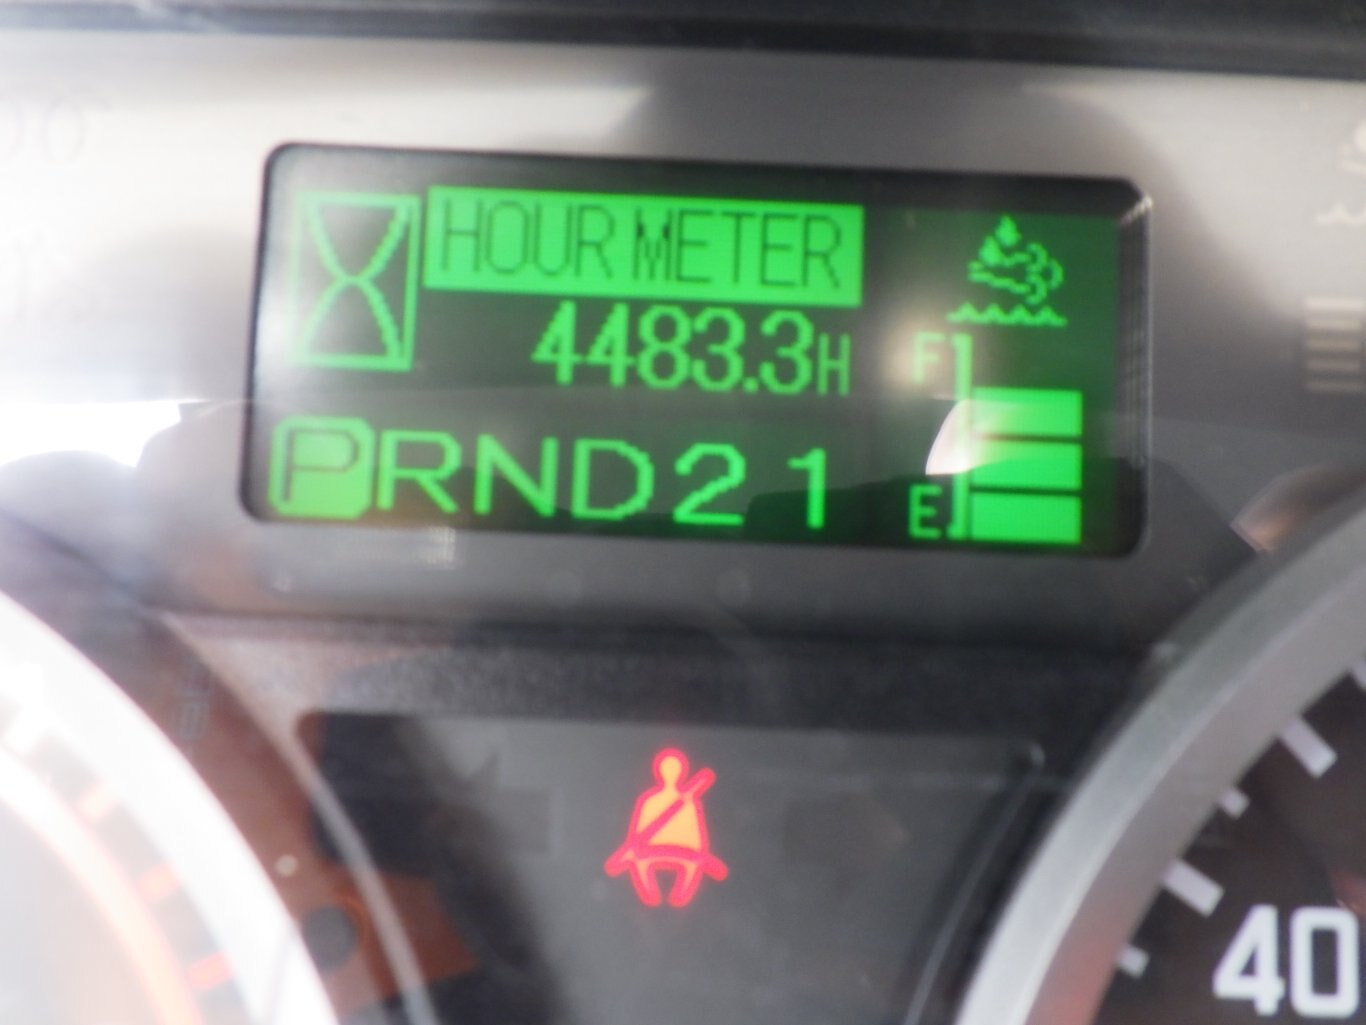 HOUR METER
4483.3H
F
PRND21
E
40